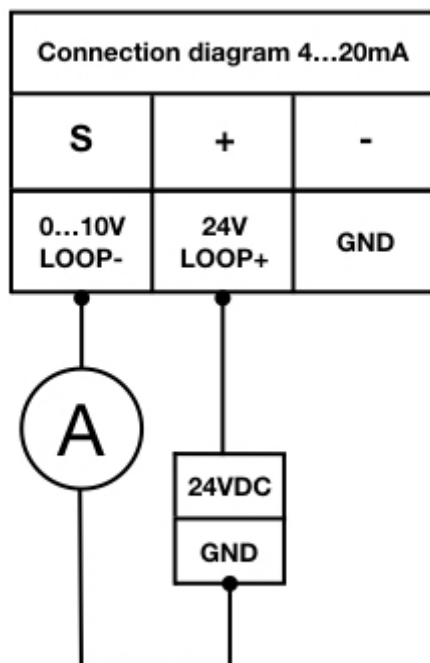 Connection diagram 4...20mA
S + -
0...10V 24V GND
LOOP- LOOP+
A
24VDC
GND